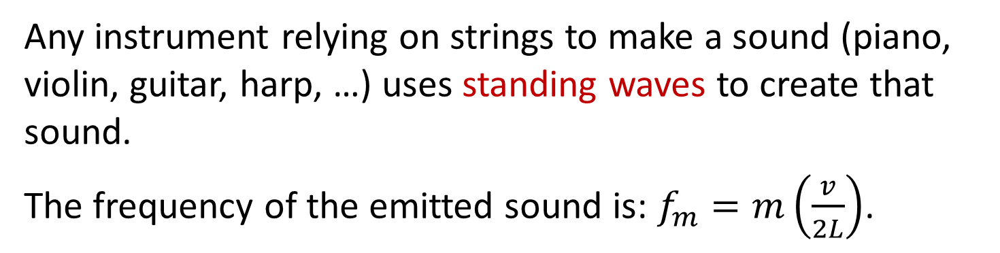 Any instrument relying on strings to make a sound (piano,
violin, guitar, harp, ...) uses standing waves to create that
sound.
The frequency of the emitted sound is: $f_m = m\left(\frac{v}{2L}\right)$.